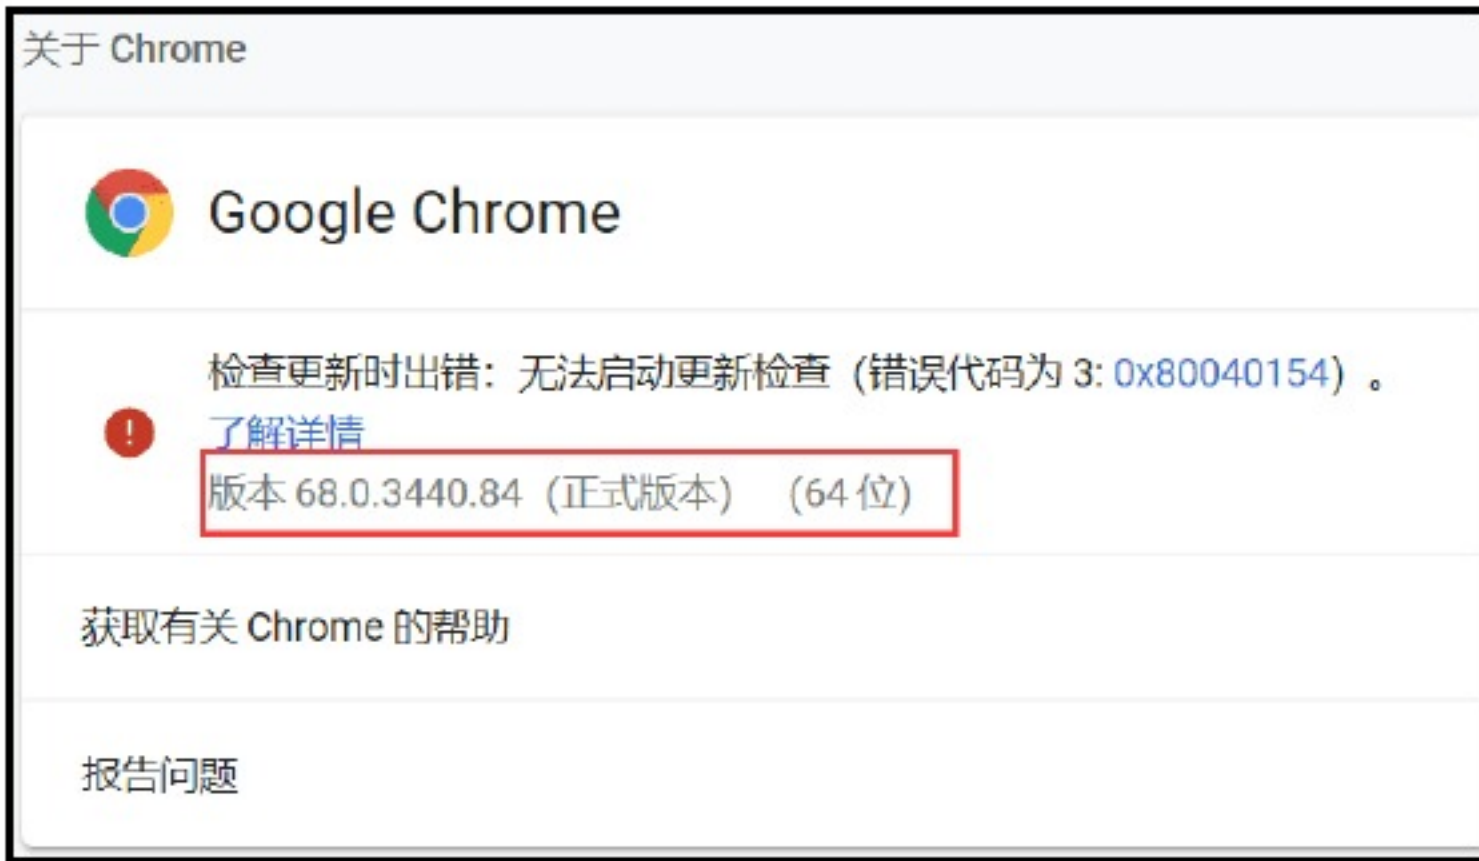 关于 Chrome
Google Chrome
检查更新时出错：无法启动更新检查（错误代码为 3: 0x80040154）。
了解详情
版本 68.0.3440.84（正式版本） （64 位）
获取有关 Chrome 的帮助
报告问题